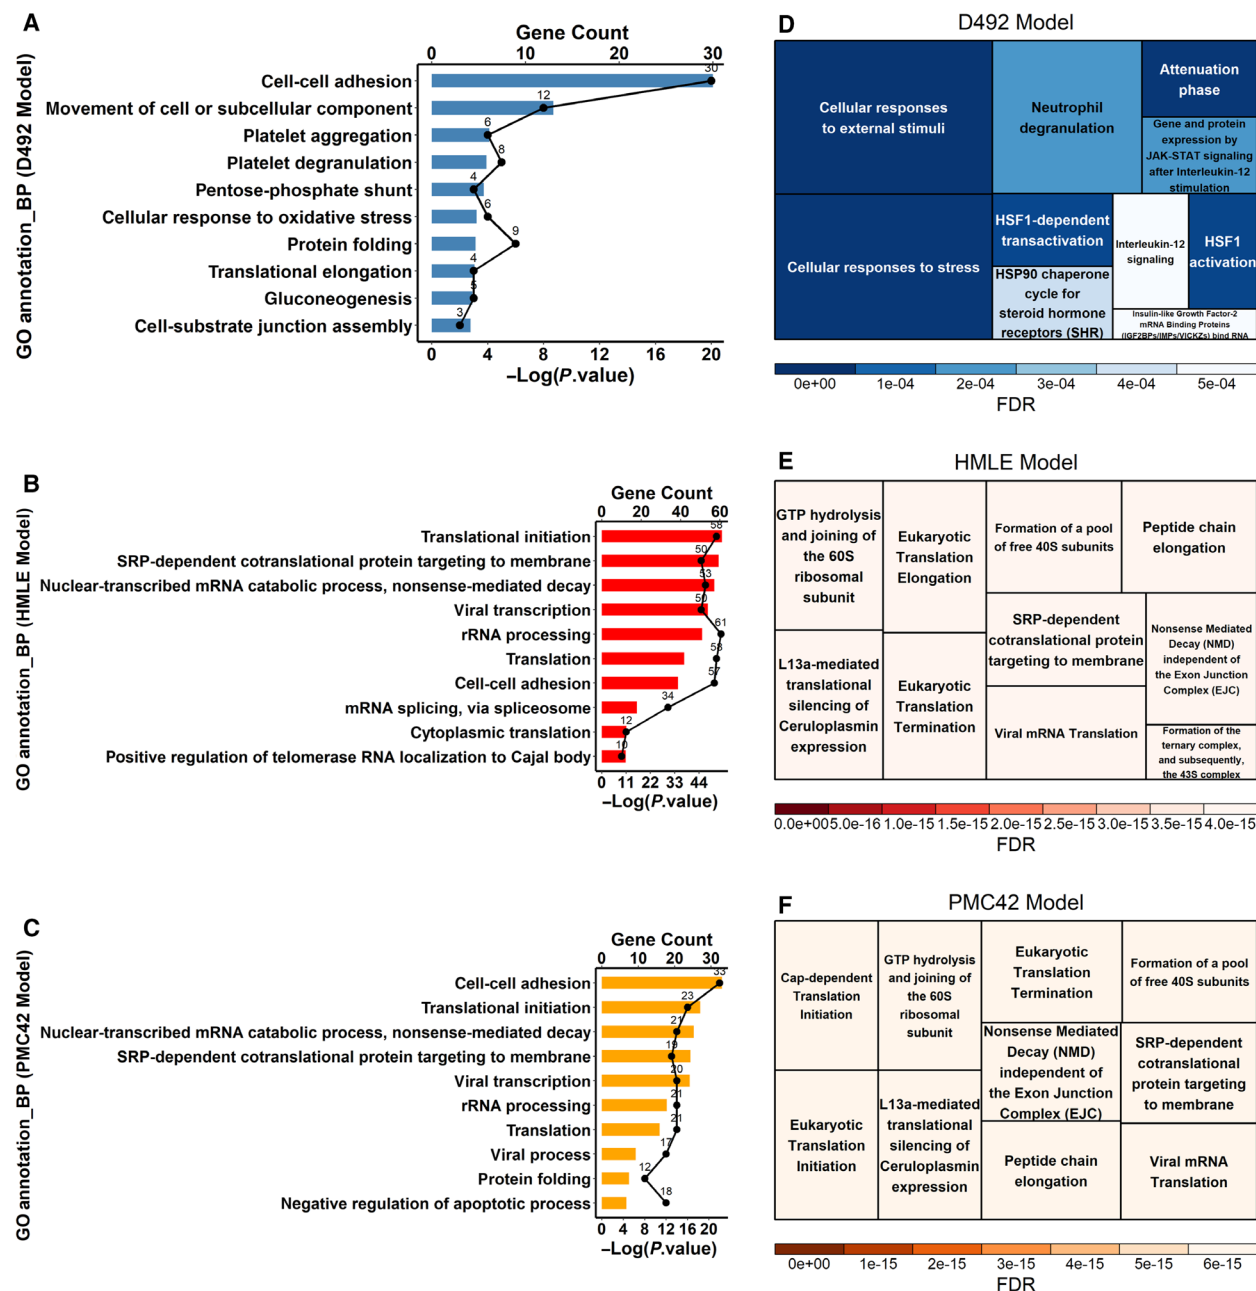 A
GO annotation_BP (D492 Model)
Gene Count
0 10 20 30
Cell-cell adhesion
30
Movement of cell or subcellular component
12
Platelet aggregation
6
Platelet degranulation
8
Pentose-phosphate shunt
4
Cellular response to oxidative stress
6
Protein folding
9
Translational elongation
4
Gluconeogenesis
5
Cell-substrate junction assembly
3
0 4 8 12 16 20
−Log(P.value)
D
D492 Model
Cellular responses
to external stimuli
Neutrophil
degranulation
Attenuation
phase
Gene and protein
expression by
JAK-STAT signaling
after Interleukin-12
stimulation
Cellular responses to stress
HSF1-dependent
transactivation
HSP90 chaperone
cycle for
steroid hormone
receptors (SHR)
Interleukin-12
signaling
HSF1
activation
Insulin-like Growth Factor-2
mRNA Binding Proteins
(IGF2BPs/IMPs/VICKZs) bind RNA
0e+00 1e-04 2e-04 3e-04 4e-04 5e-04
FDR
B
GO annotation_BP (HMLE Model)
Gene Count
0 20 40 60
Translational initiation
58
SRP-dependent cotranslational protein targeting to membrane
50
Nuclear-transcribed mRNA catabolic process, nonsense-mediated decay
53
Viral transcription
50
rRNA processing
61
Translation
58
Cell-cell adhesion
57
mRNA splicing, via spliceosome
34
Cytoplasmic translation
12
Positive regulation of telomerase RNA localization to Cajal body
10
0 11 22 33 44
−Log(P.value)
E
HMLE Model
GTP hydrolysis
and joining of
the 60S
ribosomal
subunit
Eukaryotic
Translation
Elongation
Formation of a pool
of free 40S subunits
Peptide chain
elongation
L13a-mediated
translational
silencing of
Ceruloplasmin
expression
Eukaryotic
Translation
Termination
SRP-dependent
cotranslational protein
targeting to membrane
Viral mRNA Translation
Nonsense Mediated
Decay (NMD)
independent of
the Exon Junction
Complex (EJC)
Formation of the
ternary complex,
and subsequently,
the 43S complex
0.0e+00 5.0e-16 1.0e-15 1.5e-15 2.0e-15 2.5e-15 3.0e-15 3.5e-15 4.0e-15
FDR
C
GO annotation_BP (PMC42 Model)
Gene Count
0 10 20 30
Cell-cell adhesion
33
Translational initiation
23
Nuclear-transcribed mRNA catabolic process, nonsense-mediated decay
21
SRP-dependent cotranslational protein targeting to membrane
19
Viral transcription
20
rRNA processing
21
Translation
21
Viral process
17
Protein folding
12
Negative regulation of apoptotic process
18
0 4 8 12 16 20
−Log(P.value)
F
PMC42 Model
Cap-dependent
Translation
Initiation
GTP hydrolysis
and joining of
the 60S
ribosomal
subunit
Eukaryotic
Translation
Termination
Formation of a pool
of free 40S subunits
Eukaryotic
Translation
Initiation
L13a-mediated
translational
silencing of
Ceruloplasmin
expression
Nonsense Mediated
Decay (NMD)
independent of
the Exon Junction
Complex (EJC)
SRP-dependent
cotranslational
protein targeting
to membrane
Peptide chain
elongation
Viral mRNA
Translation
0e+00 1e-15 2e-15 3e-15 4e-15 5e-15 6e-15
FDR